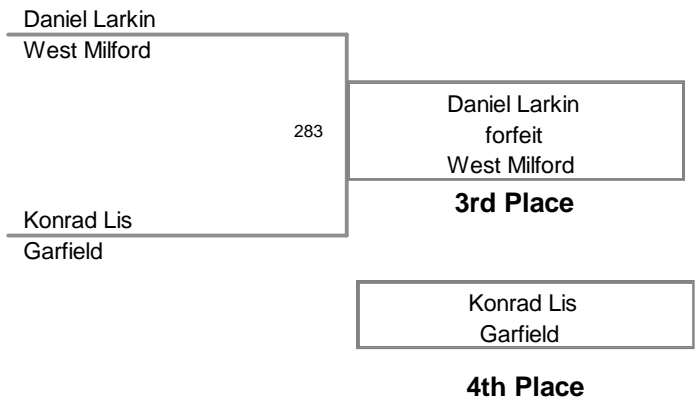 Daniel Larkin
West Milford
283
Daniel Larkin
forfeit
West Milford
3rd Place
Konrad Lis
Garfield
Konrad Lis
Garfield
4th Place